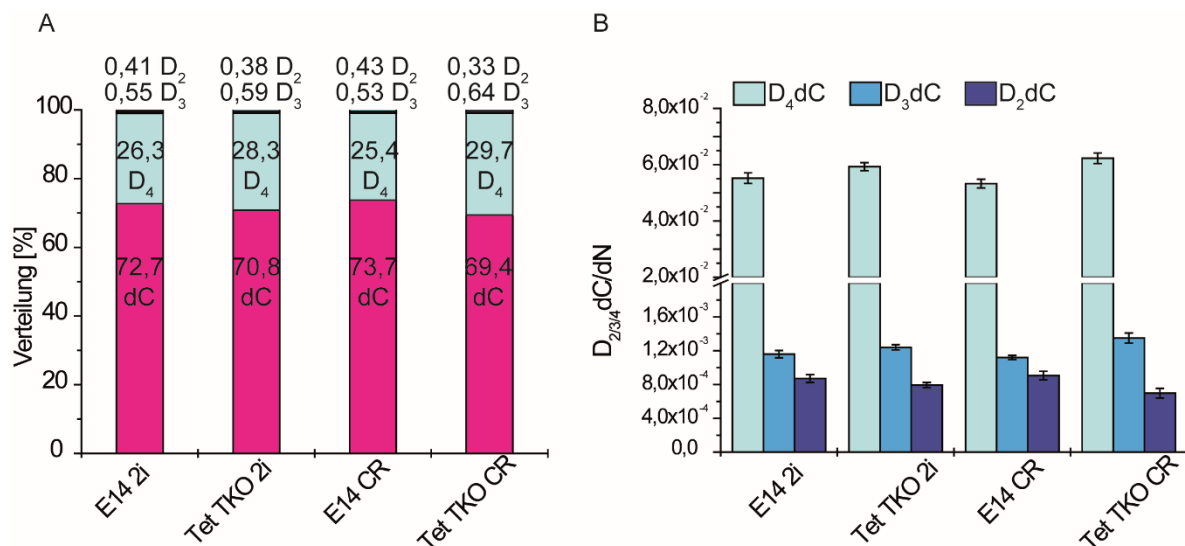 A
0,41 D2 0,38 D2 0,43 D2 0,33 D2
0,55 D3 0,59 D3 0,53 D3 0,64 D3
Verteilung [%]
100
80
60
40
20
0
26,3 28,3 25,4 29,7
D4 D4 D4 D4
72,7 70,8 73,7 69,4
dC dC dC dC
E14 2i Tet TKO 2i E14 CR Tet TKO CR
B
D4dC D3dC D2dC
D2/3/4dC/dN
8,0x10-2
6,0x10-2
4,0x10-2
2,0x10-2
1,6x10-3
1,2x10-3
8,0x10-4
4,0x10-4
0,0
E14 2i Tet TKO 2i E14 CR Tet TKO CR